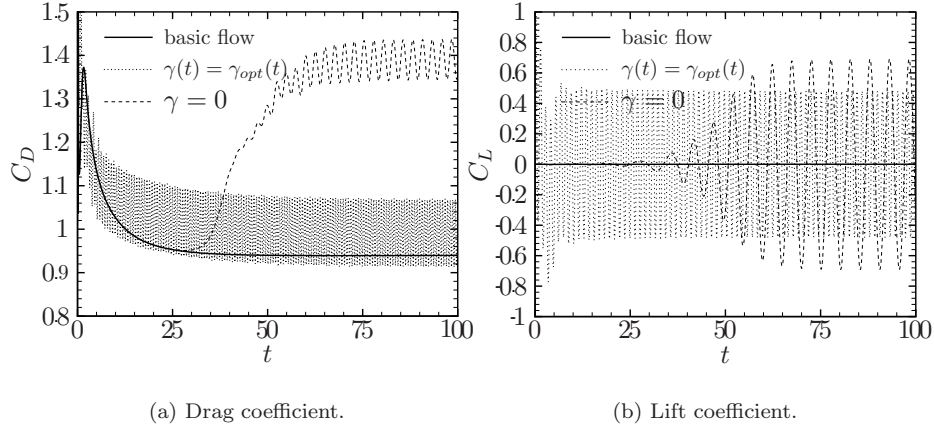 1.5
1.4
1.3
1.2
1.1
1
0.9
0.8
C_D
basic flow
γ(t) = γ_opt(t)
γ = 0
0 25 50 75 100
t
(a) Drag coefficient.
1
0.8
0.6
0.4
0.2
0
-0.2
-0.4
-0.6
-0.8
-1
C_L
basic flow
γ(t) = γ_opt(t)
γ = 0
0 25 50 75 100
t
(b) Lift coefficient.